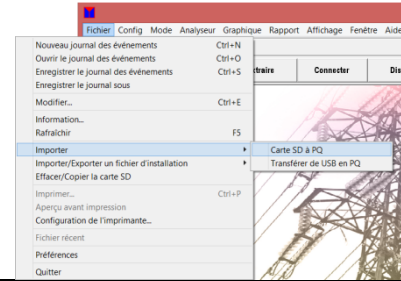 Fichier Config Mode Analyseur Graphique Rapport Affichage Fenêtre Aide
Nouveau journal des événements Ctrl+N
Ouvrir le journal des événements Ctrl+O
Enregistrer le journal des événements Ctrl+S
Enregistrer le journal sous
Modifier... Ctrl+E
Information...
Rafraîchir F5
Importer
Importer/Exporter un fichier d'installation
Effacer/Copier la carte SD
Imprimer... Ctrl+P
Aperçu avant impression
Configuration de l'imprimante...
Fichier récent
Préférences
Quitter
traire Connecter Dis
Carte SD à PQ
Transférer de USB en PQ